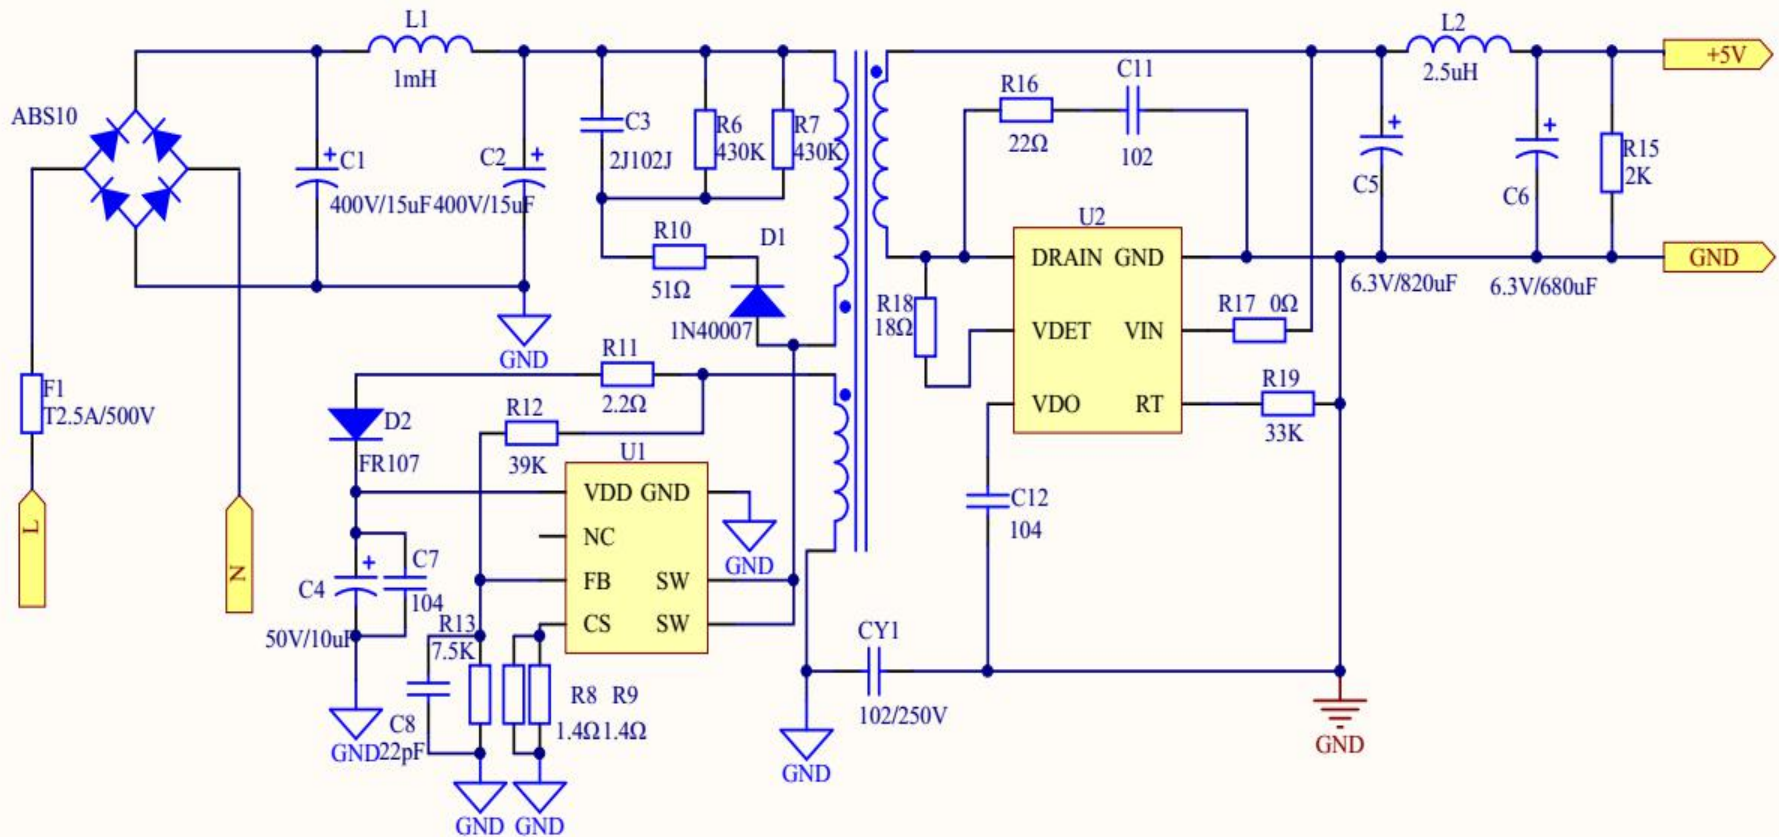 L1
1mH
L2
2.5uH
+5V
ABS10
C1
400V/15uF
C2
400V/15uF
C3
2J102J
R6
430K
R7
430K
R16
22Ω
C11
102
C5
6.3V/820uF
C6
6.3V/680uF
R15
2K
GND
R10
51Ω
D1
1N40007
GND
U2
DRAIN GND
VDET VIN
VDO RT
R18
18Ω
R17 0Ω
R19
33K
F1
T2.5A/500V
R11
2.2Ω
D2
FR107
R12
39K
U1
VDD GND
NC
FB SW
CS SW
GND
C12
104
L
N
C4
50V/10uF
C7
104
R13
7.5K
C8
22pF
R8 R9
1.4Ω 1.4Ω
CY1
102/250V
GND
GND
GND
GND
GND